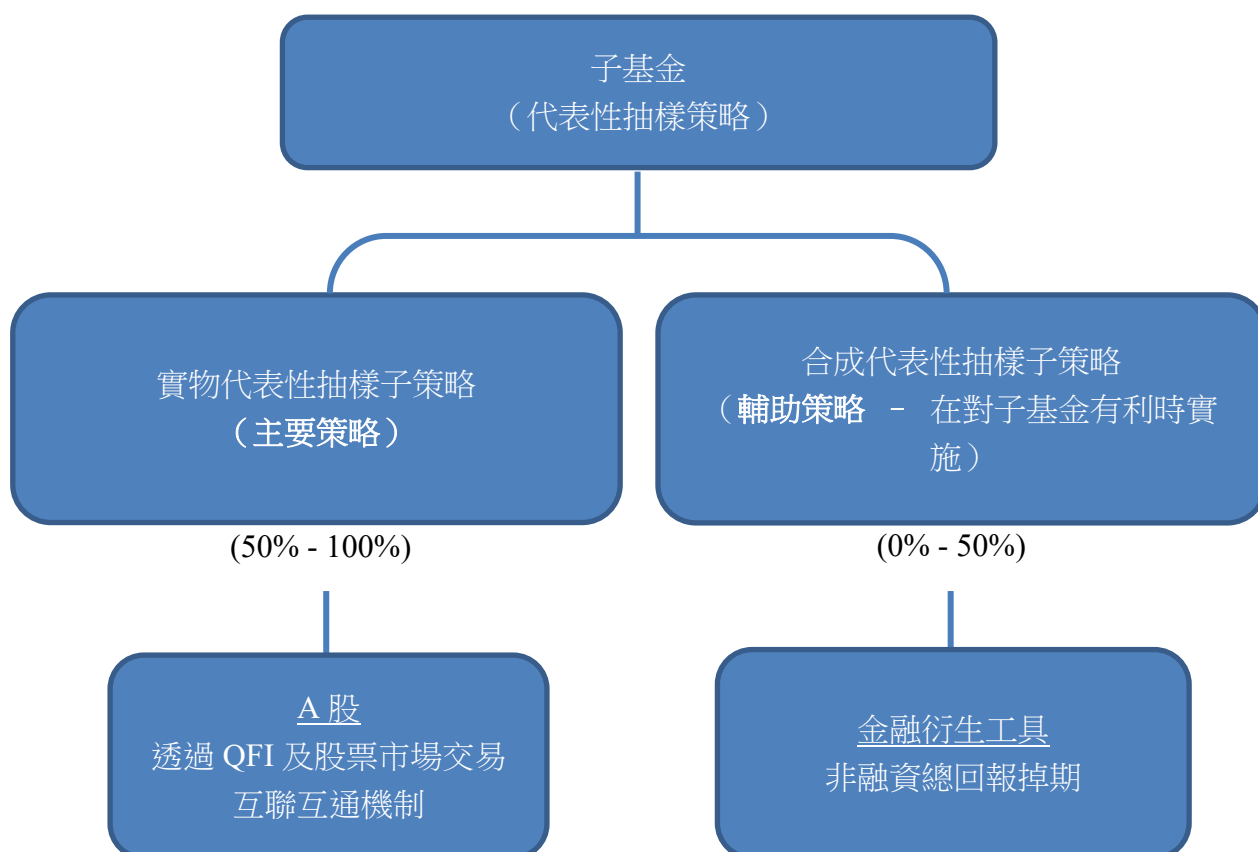 子基金
（代表性抽樣策略）
實物代表性抽樣子策略
（主要策略）
合成代表性抽樣子策略
（輔助策略 - 在對子基金有利時實
施）
(50% - 100%)
(0% - 50%)
A 股
透過 QFI 及股票市場交易
互聯互通機制
金融衍生工具
非融資總回報掉期